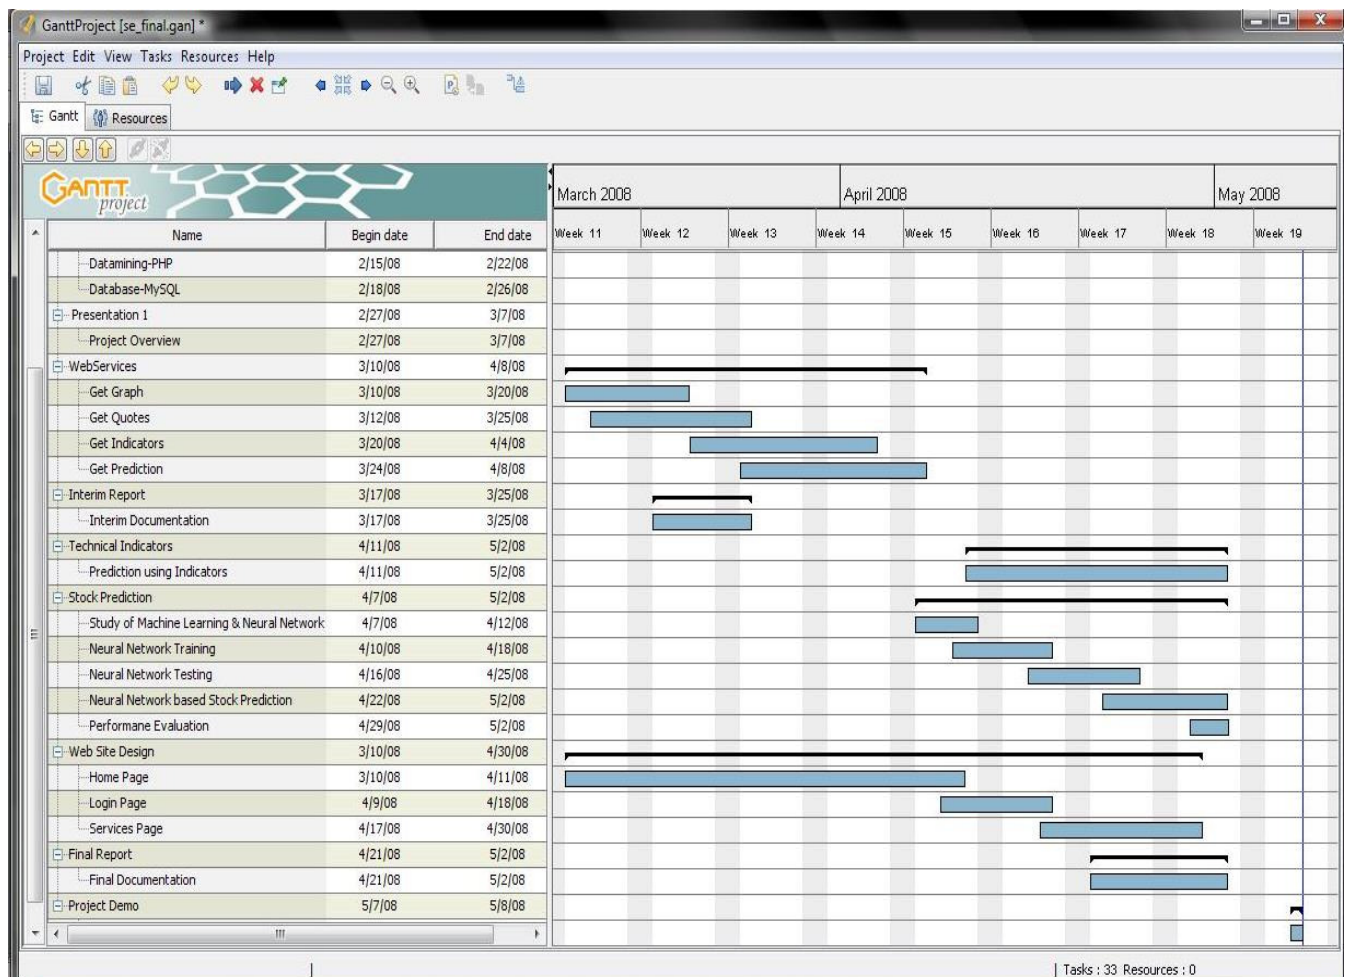 GanttProject [se_final.gan] *
Project Edit View Tasks Resources Help
Gantt Resources
GANTT project
March 2008 April 2008 May 2008
Name Begin date End date Week 11 Week 12 Week 13 Week 14 Week 15 Week 16 Week 17 Week 18 Week 19
Datamining-PHP 2/15/08 2/22/08
Database-MySQL 2/18/08 2/26/08
Presentation 1 2/27/08 3/7/08
Project Overview 2/27/08 3/7/08
WebServices 3/10/08 4/8/08
Get Graph 3/10/08 3/20/08
Get Quotes 3/12/08 3/25/08
Get Indicators 3/20/08 4/4/08
Get Prediction 3/24/08 4/8/08
Interim Report 3/17/08 3/25/08
Interim Documentation 3/17/08 3/25/08
Technical Indicators 4/11/08 5/2/08
Prediction using Indicators 4/11/08 5/2/08
Stock Prediction 4/7/08 5/2/08
Study of Machine Learning & Neural Network 4/7/08 4/12/08
Neural Network Training 4/10/08 4/18/08
Neural Network Testing 4/16/08 4/25/08
Neural Network based Stock Prediction 4/22/08 5/2/08
Performane Evaluation 4/29/08 5/2/08
Web Site Design 3/10/08 4/30/08
Home Page 3/10/08 4/11/08
Login Page 4/9/08 4/18/08
Services Page 4/17/08 4/30/08
Final Report 4/21/08 5/2/08
Final Documentation 4/21/08 5/2/08
Project Demo 5/7/08 5/8/08
Tasks : 33 Resources : 0